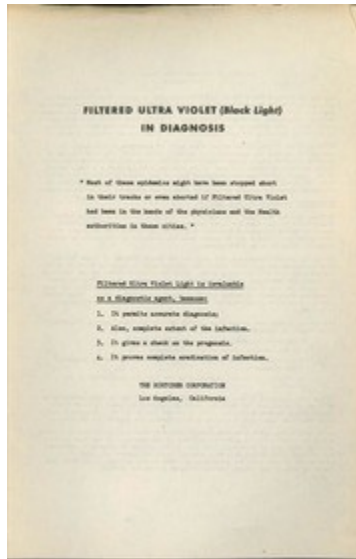 FILTERED ULTRA VIOLET (Black Light)
IN DIAGNOSIS
" Most of these epidemics might have been stopped short
in their tracks or even aborted if Filtered Ultra Violet
had been in the hands of the physicians and the Health
authorities in these cities. "
Filtered Ultra Violet Light is invaluable
as a diagnostic agent, because:
1. It permits accurate diagnosis;
2. Also, complete extent of the infection.
3. It gives a check on the prognosis.
4. It proves complete eradication of infection.
THE CORPORATION
Los Angeles, California